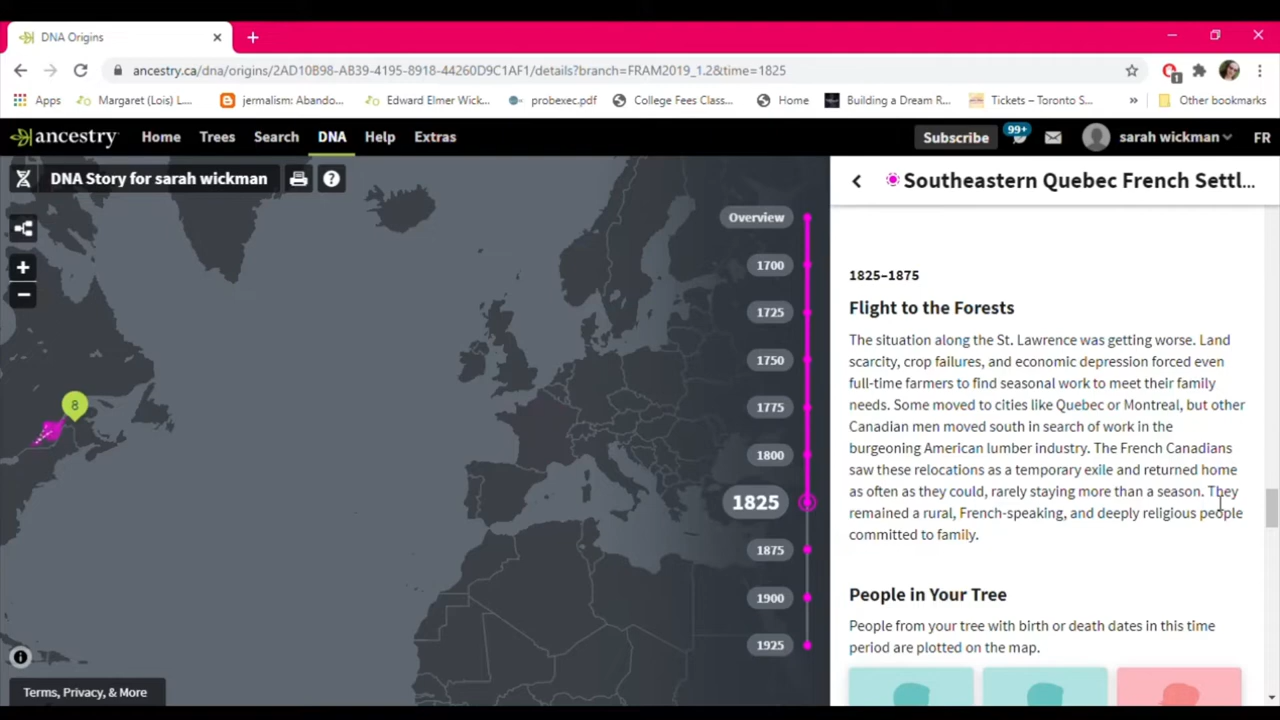 DNA Origins
ancestry.ca/dna/origins/2AD10B98-AB39-4195-8918-44260D9C1AF1/details?branch=FRAM2019_1.2&time=1825
1
Apps Margaret (Lois) L... jermalism: Abando... Edward Elmer Wick... probexec.pdf College Fees Class... Home Building a Dream R... Tickets – Toronto S... » Other bookmarks
ancestry Home Trees Search DNA Help Extras Subscribe 99+ sarah wickman FR
DNA Story for sarah wickman
Southeastern Quebec French Settl...
Overview
1700
1725
1750
1775
1800
1825
1875
1900
1925
8
1825–1875
Flight to the Forests
The situation along the St. Lawrence was getting worse. Land
scarcity, crop failures, and economic depression forced even
full-time farmers to find seasonal work to meet their family
needs. Some moved to cities like Quebec or Montreal, but other
Canadian men moved south in search of work in the
burgeoning American lumber industry. The French Canadians
saw these relocations as a temporary exile and returned home
as often as they could, rarely staying more than a season. They
remained a rural, French-speaking, and deeply religious people
committed to family.
People in Your Tree
People from your tree with birth or death dates in this time
period are plotted on the map.
Terms, Privacy, & More